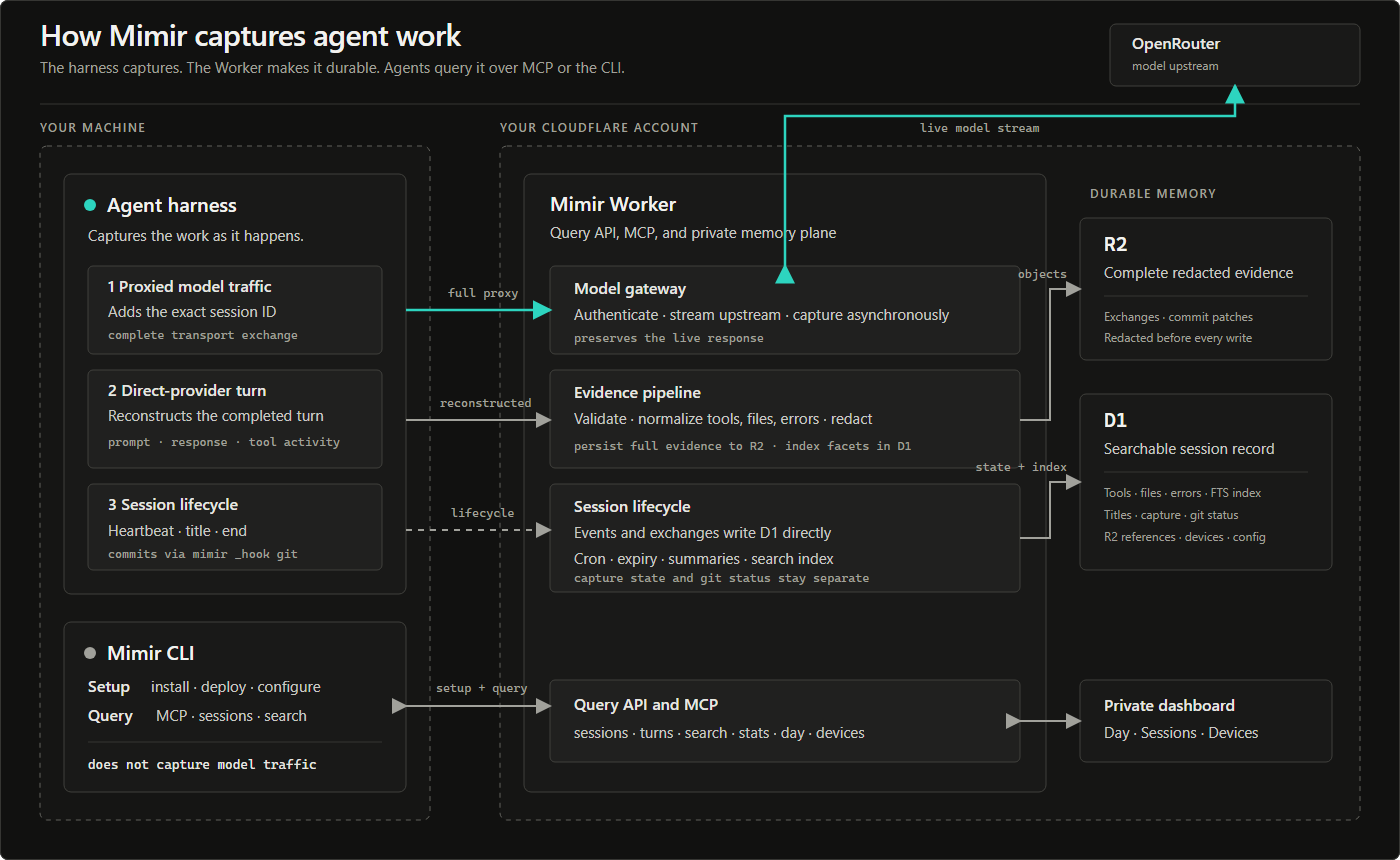 How Mimir captures agent work
The harness captures. The Worker makes it durable. Agents query it over MCP or the CLI.
OpenRouter
model upstream
YOUR MACHINE
YOUR CLOUDFLARE ACCOUNT
live model stream
Agent harness
Captures the work as it happens.
1 Proxied model traffic
Adds the exact session ID
complete transport exchange
2 Direct-provider turn
Reconstructs the completed turn
prompt · response · tool activity
3 Session lifecycle
Heartbeat · title · end
commits via mimir _hook git
Mimir CLI
Setup install · deploy · configure
Query MCP · sessions · search
does not capture model traffic
full proxy
reconstructed
lifecycle
setup + query
Mimir Worker
Query API, MCP, and private memory plane
Model gateway
Authenticate · stream upstream · capture asynchronously
preserves the live response
Evidence pipeline
Validate · normalize tools, files, errors · redact
persist full evidence to R2 · index facets in D1
Session lifecycle
Events and exchanges write D1 directly
Cron · expiry · summaries · search index
capture state and git status stay separate
Query API and MCP
sessions · turns · search · stats · day · devices
objects
state + index
DURABLE MEMORY
R2
Complete redacted evidence
Exchanges · commit patches
Redacted before every write
D1
Searchable session record
Tools · files · errors · FTS index
Titles · capture · git status
R2 references · devices · config
Private dashboard
Day · Sessions · Devices